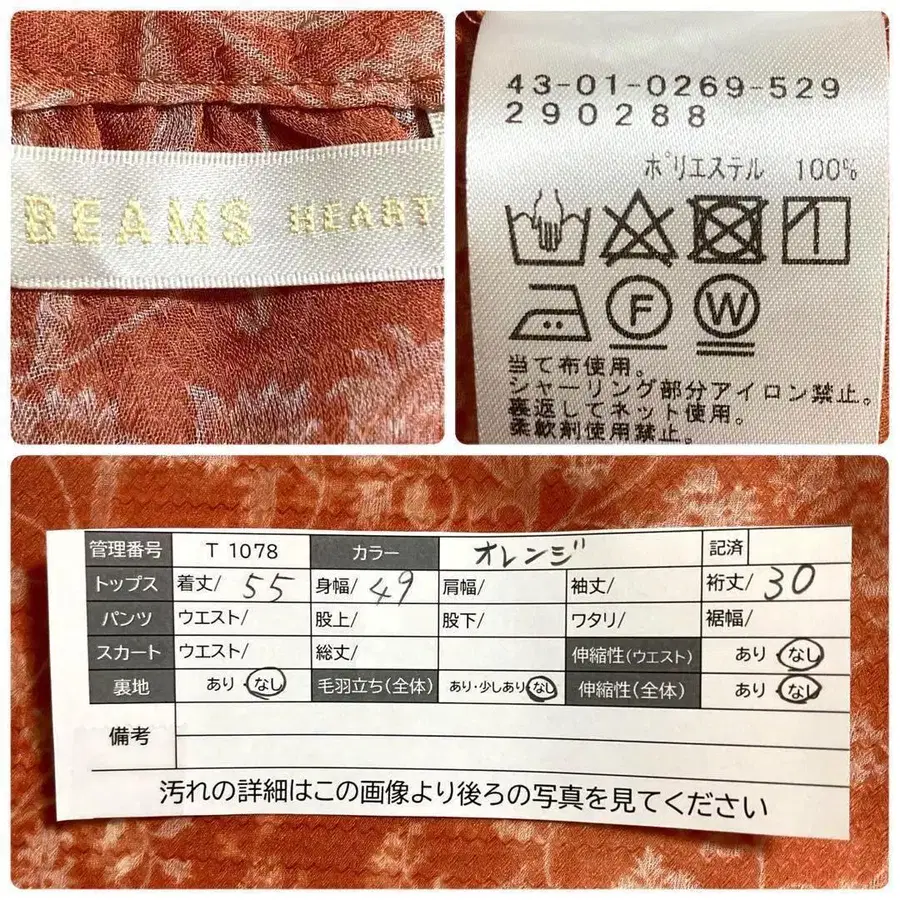 BEAMS HEART
43-01-0269-529
290288
ポリエステル 100%
F W
当て布使用。
シャーリング部分アイロン禁止。
裏返してネット使用。
柔軟剤使用禁止。
管理番号 T 1078 カラー オレンジ 記済
トップス 着丈/ 55 身幅/ 49 肩幅/ 袖丈/ 裄丈/ 30
パンツ ウエスト/ 股上/ 股下/ ワタリ/ 裾幅/
スカート ウエスト/ 総丈/ 伸縮性(ウエスト) あり なし
裏地 あり なし 毛羽立ち(全体) あり・少しあり・なし 伸縮性(全体) あり なし
備考
汚れの詳細はこの画像より後ろの写真を見てください